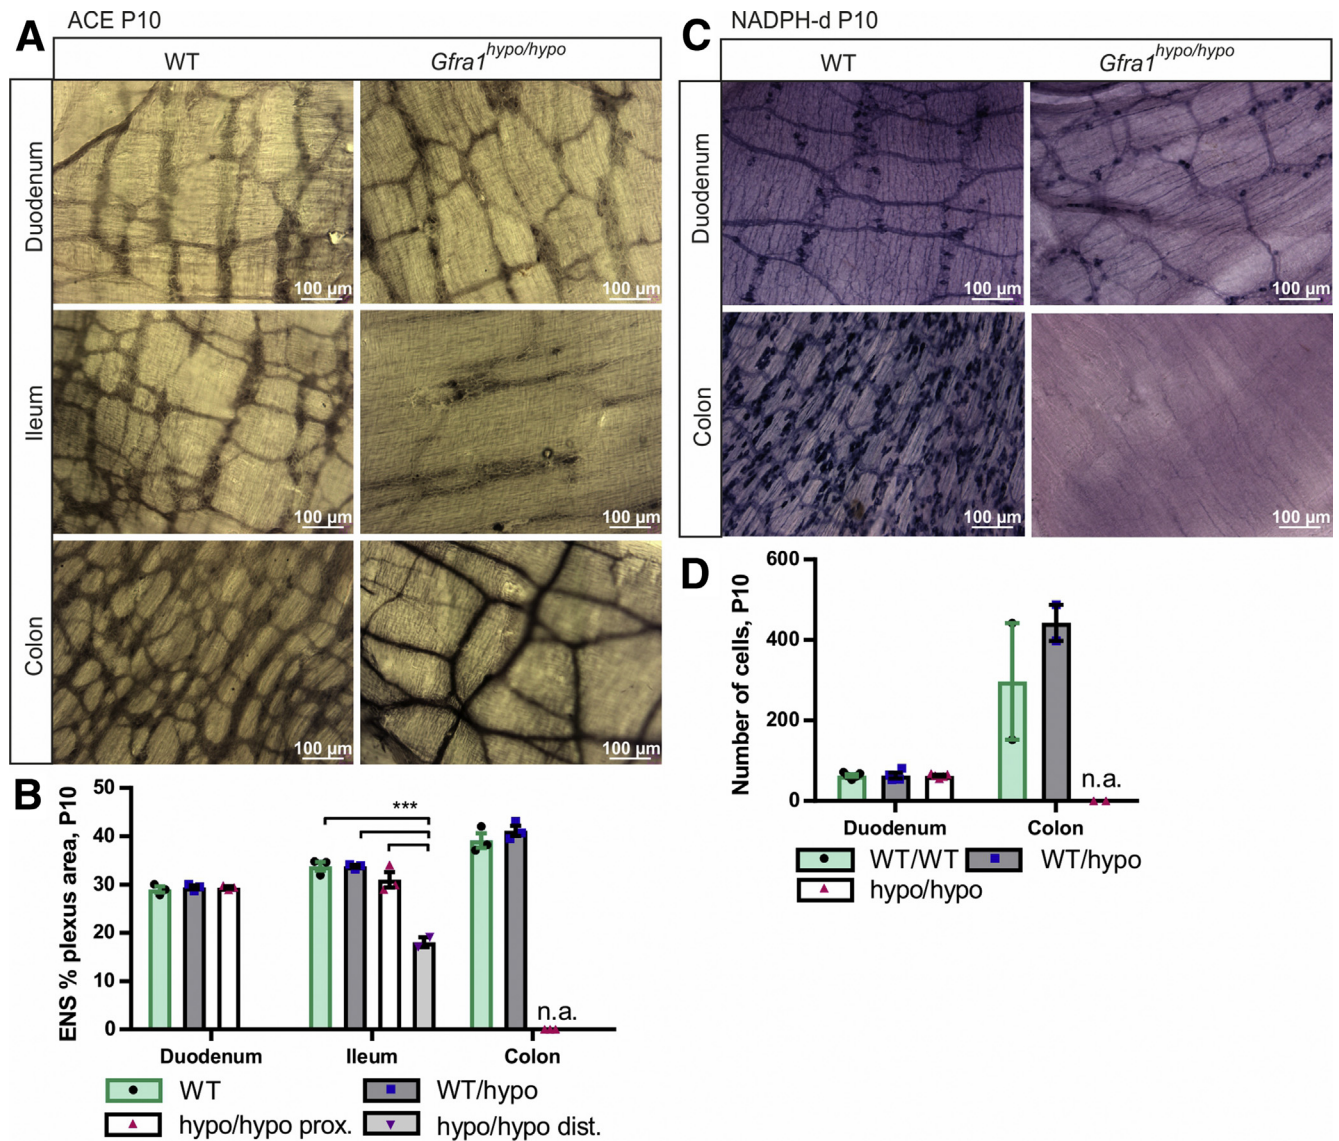 A
ACE P10
WT
Gfra1hypo/hypo
Duodenum
100 µm
100 µm
Ileum
100 µm
100 µm
Colon
100 µm
100 µm
B
ENS % plexus area, P10
50
40
30
20
10
0
***
n.a.
Duodenum
Ileum
Colon
WT
WT/hypo
hypo/hypo prox.
hypo/hypo dist.
C
NADPH-d P10
WT
Gfra1hypo/hypo
Duodenum
100 µm
100 µm
Colon
100 µm
100 µm
D
Number of cells, P10
600
400
200
0
n.a.
Duodenum
Colon
WT/WT
WT/hypo
hypo/hypo